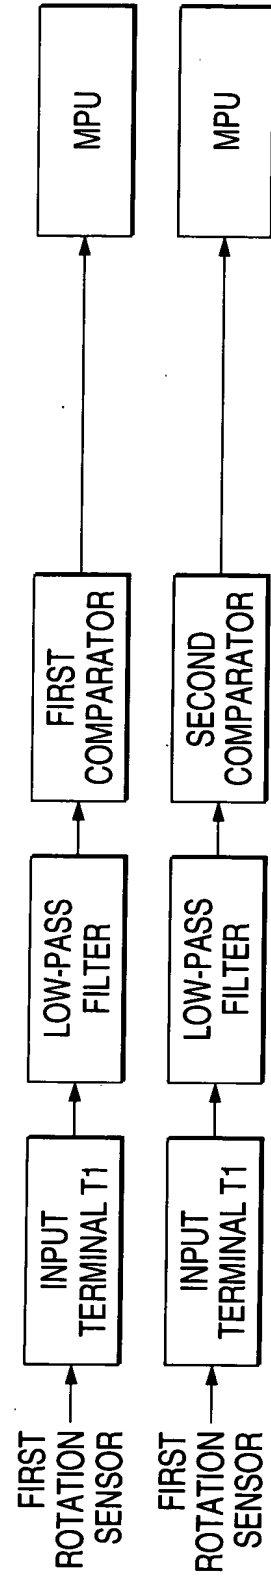 FIRST
ROTATION
SENSOR
INPUT
TERMINAL T1
LOW-PASS
FILTER
FIRST
COMPARATOR
MPU
FIRST
ROTATION
SENSOR
INPUT
TERMINAL T1
LOW-PASS
FILTER
SECOND
COMPARATOR
MPU